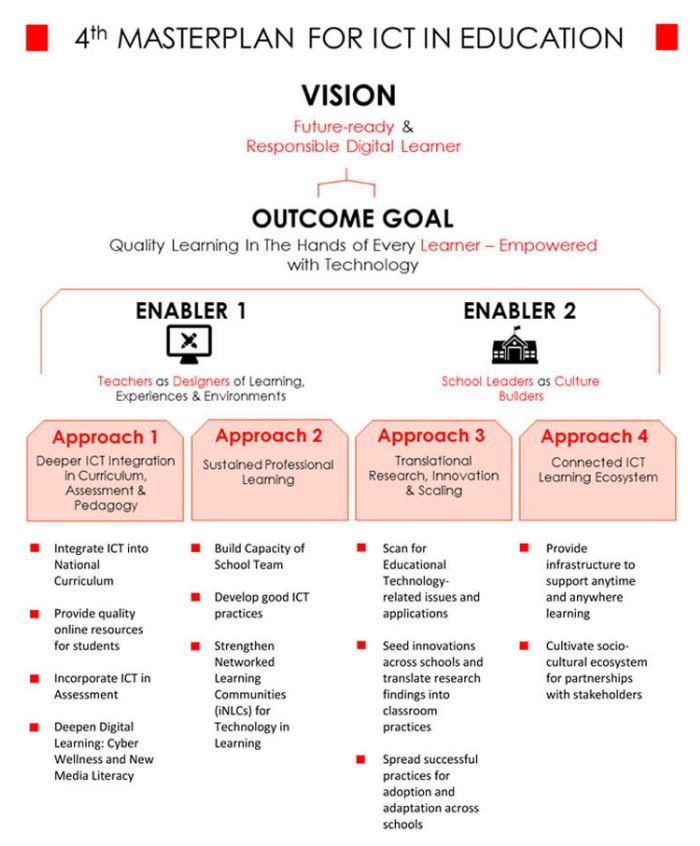 4th MASTERPLAN FOR ICT IN EDUCATION
VISION
Future-ready &
Responsible Digital Learner
OUTCOME GOAL
Quality Learning In The Hands of Every Learner – Empowered
with Technology
ENABLER 1
Teachers as Designers of Learning,
Experiences & Environments
ENABLER 2
School Leaders as Culture
Builders
Approach 1
Deeper ICT Integration
in Curriculum,
Assessment &
Pedagogy
Integrate ICT into
National
Curriculum
Provide quality
online resources
for students
Incorporate ICT in
Assessment
Deepen Digital
Learning: Cyber
Wellness and New
Media Literacy
Approach 2
Sustained Professional
Learning
Build Capacity of
School Team
Develop good ICT
practices
Strengthen
Networked
Learning
Communities
(iNLCs) for
Technology in
Learning
Approach 3
Translational
Research, Innovation
& Scaling
Scan for
Educational
Technology-
related issues and
applications
Seed innovations
across schools and
translate research
findings into
classroom
practices
Spread successful
practices for
adoption and
adaptation across
schools
Approach 4
Connected ICT
Learning Ecosystem
Provide
infrastructure to
support anytime
and anywhere
learning
Cultivate socio-
cultural ecosystem
for partnerships
with stakeholders